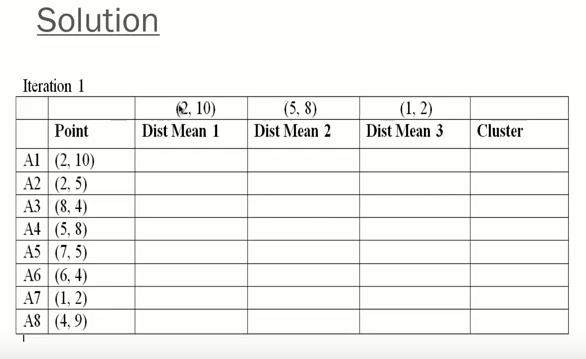 Solution
Iteration 1
(2, 10) (5, 8) (1, 2)
Point Dist Mean 1 Dist Mean 2 Dist Mean 3 Cluster
A1 (2, 10)
A2 (2, 5)
A3 (8, 4)
A4 (5, 8)
A5 (7, 5)
A6 (6, 4)
A7 (1, 2)
A8 (4, 9)